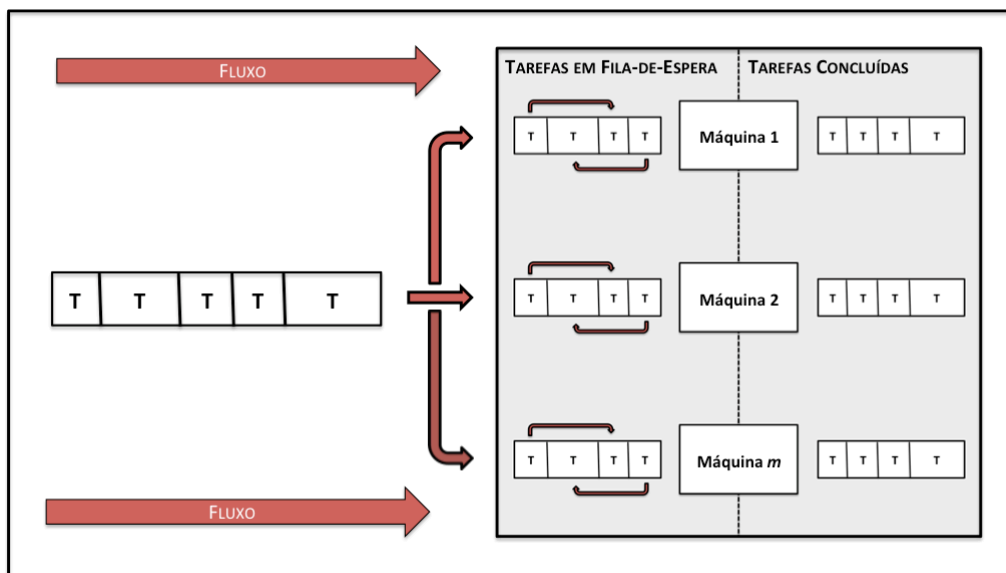 FLUXO
TAREFAS EM FILA-DE-ESPERA
TAREFAS CONCLUÍDAS
T T T T
Máquina 1
T T T T
T T T T T
T T T T
Máquina 2
T T T T
T T T T
Máquina m
T T T T
FLUXO